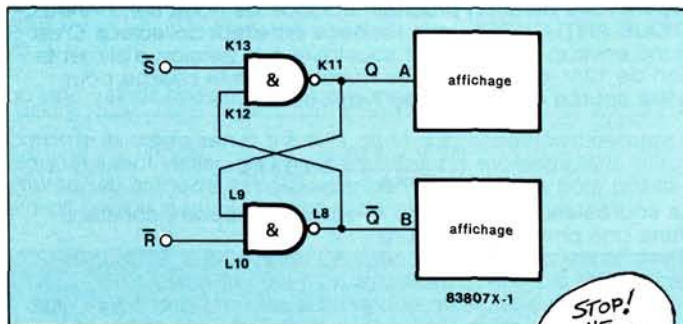 K13
S̅
&
K11
Q
A
affichage
K12
L9
&
L8
Q̅
B
affichage
R̅
L10
83807X-1
STOP!